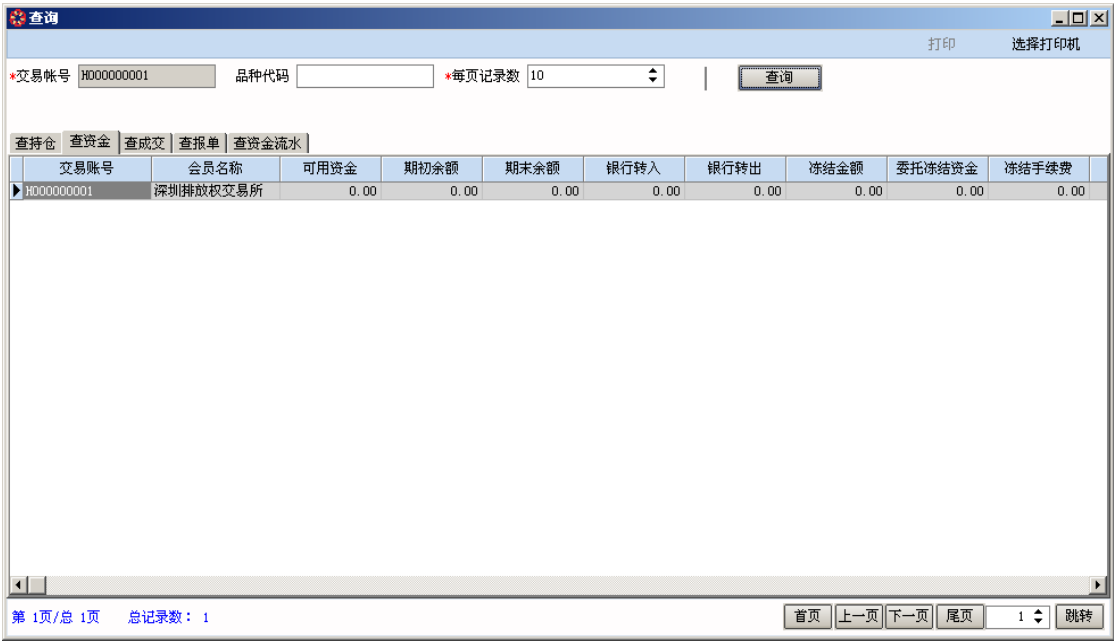 查询
打印 选择打印机
*交易帐号 H000000001 品种代码 *每页记录数 10 查询
查持仓 查资金 查成交 查报单 查资金流水
交易账号 会员名称 可用资金 期初余额 期末余额 银行转入 银行转出 冻结金额 委托冻结资金 冻结手续费
H000000001 深圳排放权交易所 0.00 0.00 0.00 0.00 0.00 0.00 0.00 0.00
第 1页/总 1页 总记录数: 1 首页 上一页 下一页 尾页 1 跳转